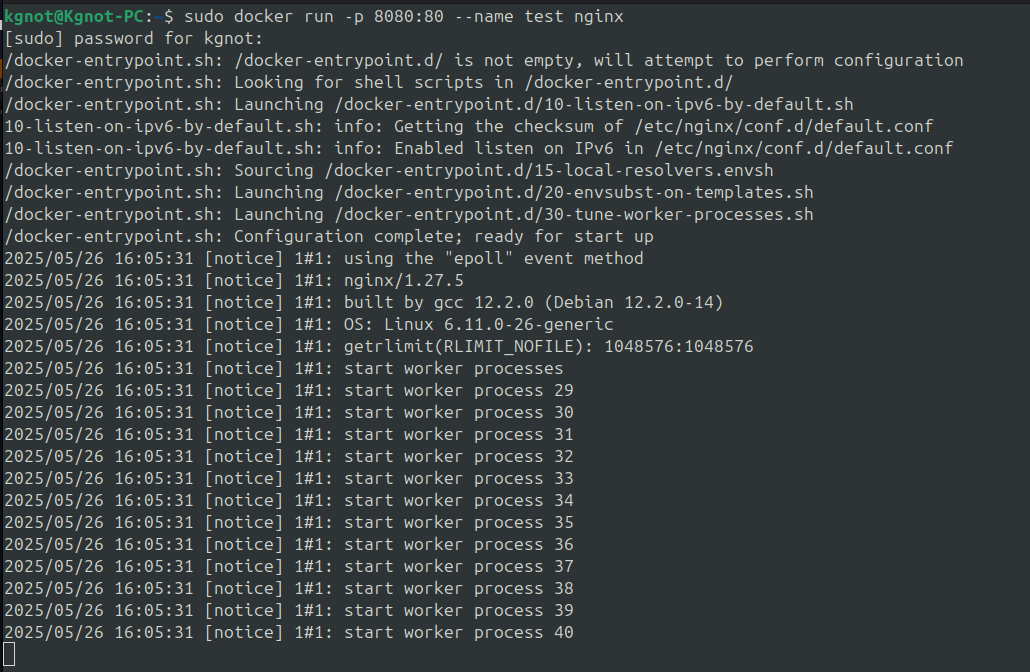 kgnot@Kgnot-PC:~$ sudo docker run -p 8080:80 --name test nginx
[sudo] password for kgnot:
/docker-entrypoint.sh: /docker-entrypoint.d/ is not empty, will attempt to perform configuration
/docker-entrypoint.sh: Looking for shell scripts in /docker-entrypoint.d/
/docker-entrypoint.sh: Launching /docker-entrypoint.d/10-listen-on-ipv6-by-default.sh
10-listen-on-ipv6-by-default.sh: info: Getting the checksum of /etc/nginx/conf.d/default.conf
10-listen-on-ipv6-by-default.sh: info: Enabled listen on IPv6 in /etc/nginx/conf.d/default.conf
/docker-entrypoint.sh: Sourcing /docker-entrypoint.d/15-local-resolvers.envsh
/docker-entrypoint.sh: Launching /docker-entrypoint.d/20-envsubst-on-templates.sh
/docker-entrypoint.sh: Launching /docker-entrypoint.d/30-tune-worker-processes.sh
/docker-entrypoint.sh: Configuration complete; ready for start up
2025/05/26 16:05:31 [notice] 1#1: using the "epoll" event method
2025/05/26 16:05:31 [notice] 1#1: nginx/1.27.5
2025/05/26 16:05:31 [notice] 1#1: built by gcc 12.2.0 (Debian 12.2.0-14)
2025/05/26 16:05:31 [notice] 1#1: OS: Linux 6.11.0-26-generic
2025/05/26 16:05:31 [notice] 1#1: getrlimit(RLIMIT_NOFILE): 1048576:1048576
2025/05/26 16:05:31 [notice] 1#1: start worker processes
2025/05/26 16:05:31 [notice] 1#1: start worker process 29
2025/05/26 16:05:31 [notice] 1#1: start worker process 30
2025/05/26 16:05:31 [notice] 1#1: start worker process 31
2025/05/26 16:05:31 [notice] 1#1: start worker process 32
2025/05/26 16:05:31 [notice] 1#1: start worker process 33
2025/05/26 16:05:31 [notice] 1#1: start worker process 34
2025/05/26 16:05:31 [notice] 1#1: start worker process 35
2025/05/26 16:05:31 [notice] 1#1: start worker process 36
2025/05/26 16:05:31 [notice] 1#1: start worker process 37
2025/05/26 16:05:31 [notice] 1#1: start worker process 38
2025/05/26 16:05:31 [notice] 1#1: start worker process 39
2025/05/26 16:05:31 [notice] 1#1: start worker process 40